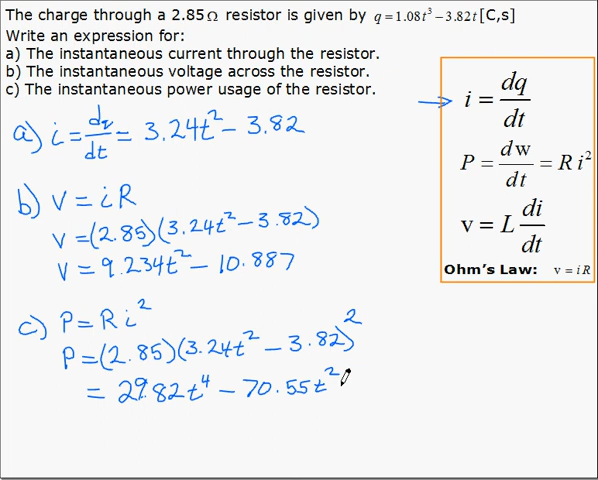 The charge through a 2.85Ω resistor is given by q=1.08t³−3.82t[C,s]
Write an expression for:
a) The instantaneous current through the resistor.
b) The instantaneous voltage across the resistor.
c) The instantaneous power usage of the resistor.
a) i = dq/dt = 3.24t² − 3.82
b) v = iR
v = (2.85)(3.24t² − 3.82)
v = 9.234t² − 10.887
c) P = Ri²
P = (2.85)(3.24t² − 3.82)²
= 29.92t⁴ − 70.55t²
→ i = dq/dt
P = dw/dt = Ri²
v = L di/dt
Ohm's Law: v = iR